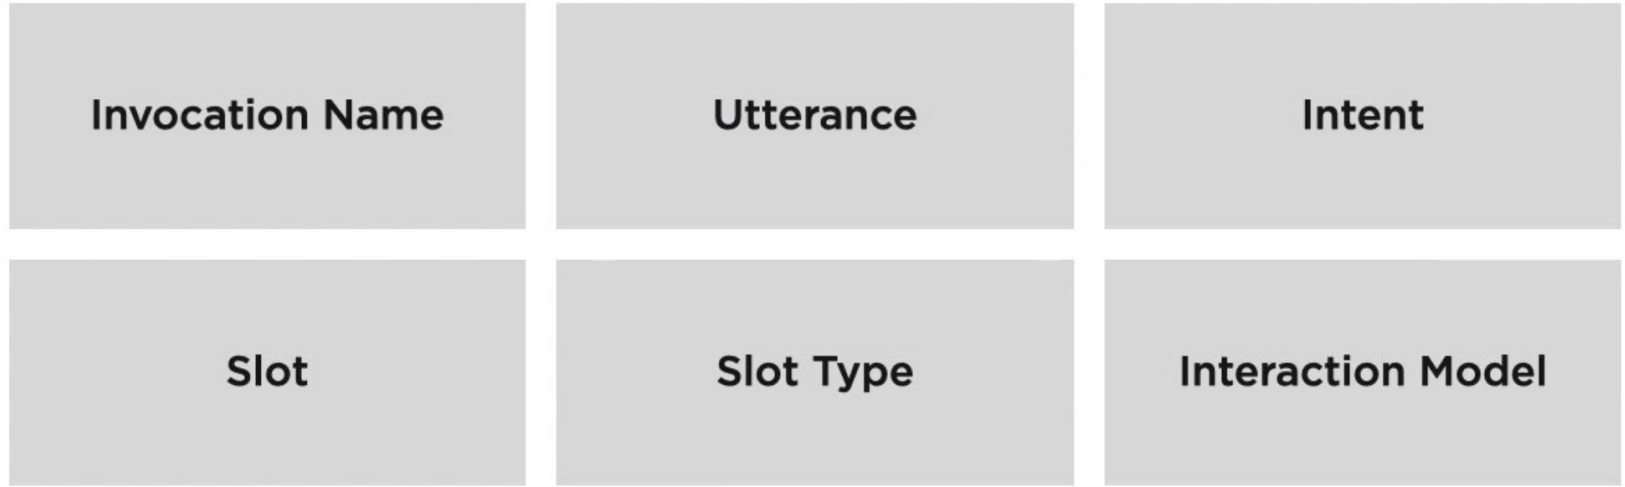 Invocation Name
Utterance
Intent
Slot
Slot Type
Interaction Model